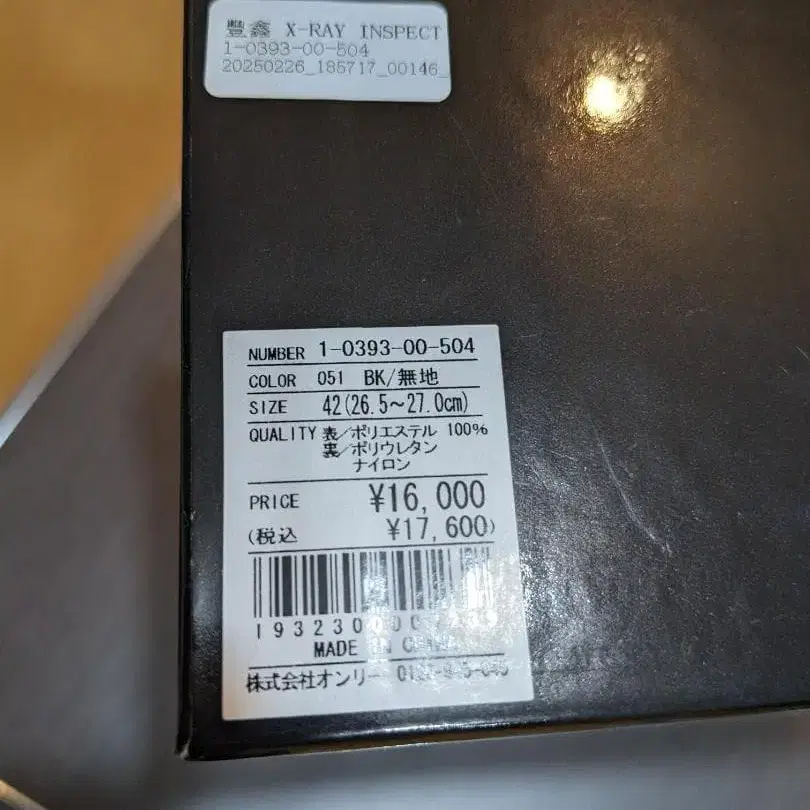 豐鑫 X-RAY INSPECT
1-0393-00-504
20250226_185717_00146_
NUMBER 1-0393-00-504
COLOR 051 BK/無地
SIZE 42(26.5～27.0cm)
QUALITY 表/ポリエステル 100%
裏/ポリウレタン
ナイロン
PRICE ¥16,000
(税込 ¥17,600)
MADE IN
株式会社オンリー